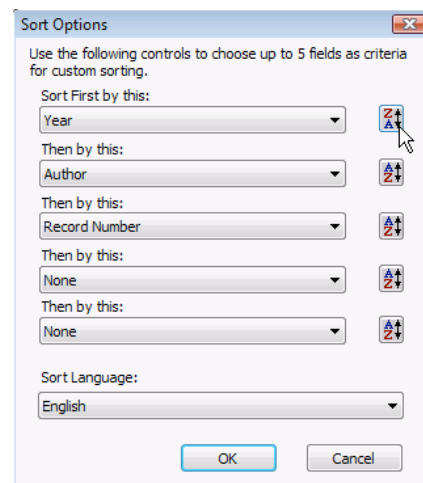 Sort Options
Use the following controls to choose up to 5 fields as criteria
for custom sorting.
Sort First by this:
Year
Z
A
Then by this:
Author
A
Z
Then by this:
Record Number
A
Z
Then by this:
None
A
Z
Then by this:
None
A
Z
Sort Language:
English
OK Cancel